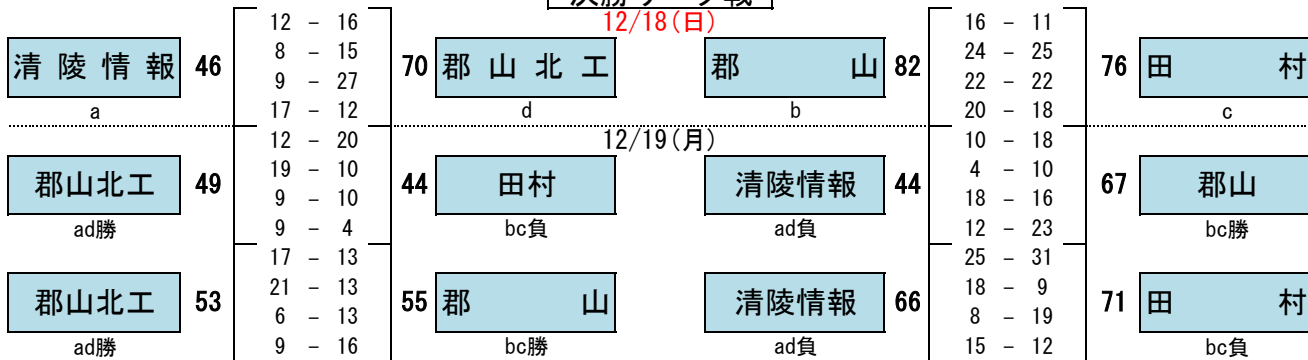 決勝リーグ戦
12/18(日)
清陵情報 46
12 - 16
8 - 15
9 - 27
17 - 12
70 郡山北工
a
d
郡山 82
16 - 11
24 - 25
22 - 22
20 - 18
76 田村
b
c
12/19(月)
郡山北工 49
12 - 20
19 - 10
9 - 10
9 - 4
44 田村
ad勝
bc負
清陵情報 44
10 - 18
4 - 10
18 - 16
12 - 23
67 郡山
ad負
bc勝
郡山北工 53
17 - 13
21 - 13
6 - 13
9 - 16
55 郡山
ad勝
bc勝
清陵情報 66
25 - 31
18 - 9
8 - 19
15 - 12
71 田村
ad負
bc負